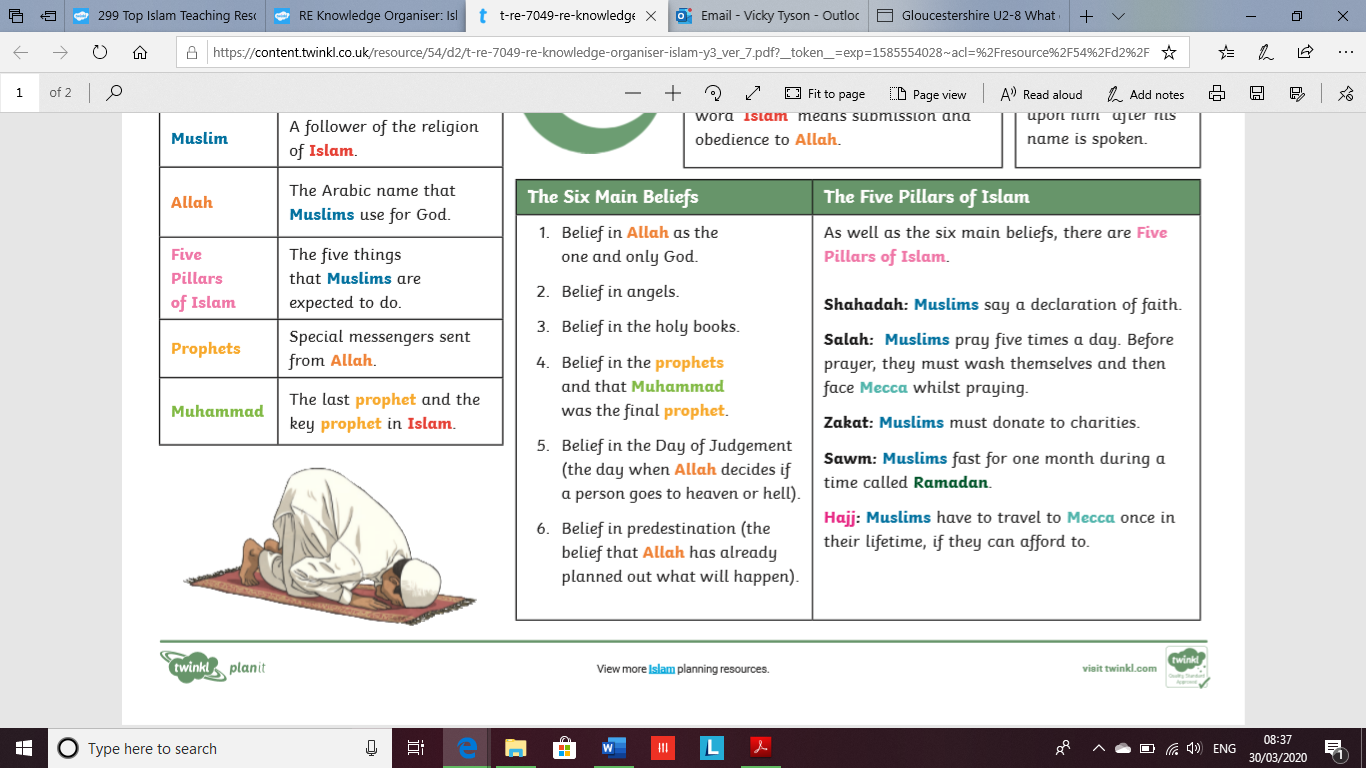 299 Top Islam Teaching Reso
RE Knowledge Organiser: Isl
t-re-7049-re-knowledge
Email - Vicky Tyson - Outloo
Gloucestershire U2-8 What
https://content.twinkl.co.uk/resource/54/d2/t-re-7049-re-knowledge-organiser-islam-y3_ver_7.pdf?__token__=exp=1585554028~acl=%2Fresource%2F54%2Fd2%2F
1 of 2
Fit to page
Page view
Read aloud
Add notes
Muslim
A follower of the religion
of Islam.
Allah
The Arabic name that
Muslims use for God.
Five
Pillars
of Islam
The five things
that Muslims are
expected to do.
Prophets
Special messengers sent
from Allah.
Muhammad
The last prophet and the
key prophet in Islam.
word "Islam" means submission and
obedience to Allah.
upon him" after his
name is spoken.
The Six Main Beliefs
1. Belief in Allah as the
one and only God.
2. Belief in angels.
3. Belief in the holy books.
4. Belief in the prophets
and that Muhammad
was the final prophet.
5. Belief in the Day of Judgement
(the day when Allah decides if
a person goes to heaven or hell).
6. Belief in predestination (the
belief that Allah has already
planned out what will happen).
The Five Pillars of Islam
As well as the six main beliefs, there are Five
Pillars of Islam.
Shahadah: Muslims say a declaration of faith.
Salah: Muslims pray five times a day. Before
prayer, they must wash themselves and then
face Mecca whilst praying.
Zakat: Muslims must donate to charities.
Sawm: Muslims fast for one month during a
time called Ramadan.
Hajj: Muslims have to travel to Mecca once in
their lifetime, if they can afford to.
twinkl planit
View more Islam planning resources.
visit twinkl.com
twinkl
Quality Standard
Approved
Type here to search
ENG
08:37
30/03/2020